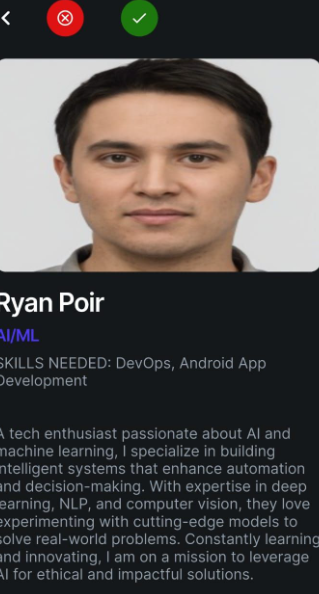 Ryan Poir
AI/ML
SKILLS NEEDED: DevOps, Android App
Development
A tech enthusiast passionate about AI and
machine learning, I specialize in building
intelligent systems that enhance automation
and decision-making. With expertise in deep
learning, NLP, and computer vision, they love
experimenting with cutting-edge models to
solve real-world problems. Constantly learning
and innovating, I am on a mission to leverage
AI for ethical and impactful solutions.